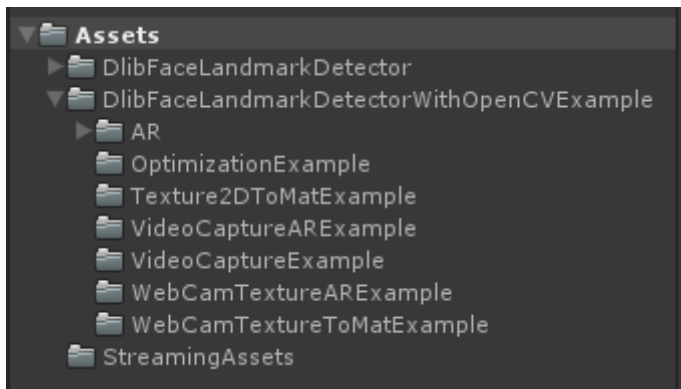 Assets
DlibFaceLandmarkDetector
DlibFaceLandmarkDetectorWithOpenCVExample
AR
OptimizationExample
Texture2DToMatExample
VideoCaptureARExample
VideoCaptureExample
WebCamTextureARExample
WebCamTextureToMatExample
StreamingAssets